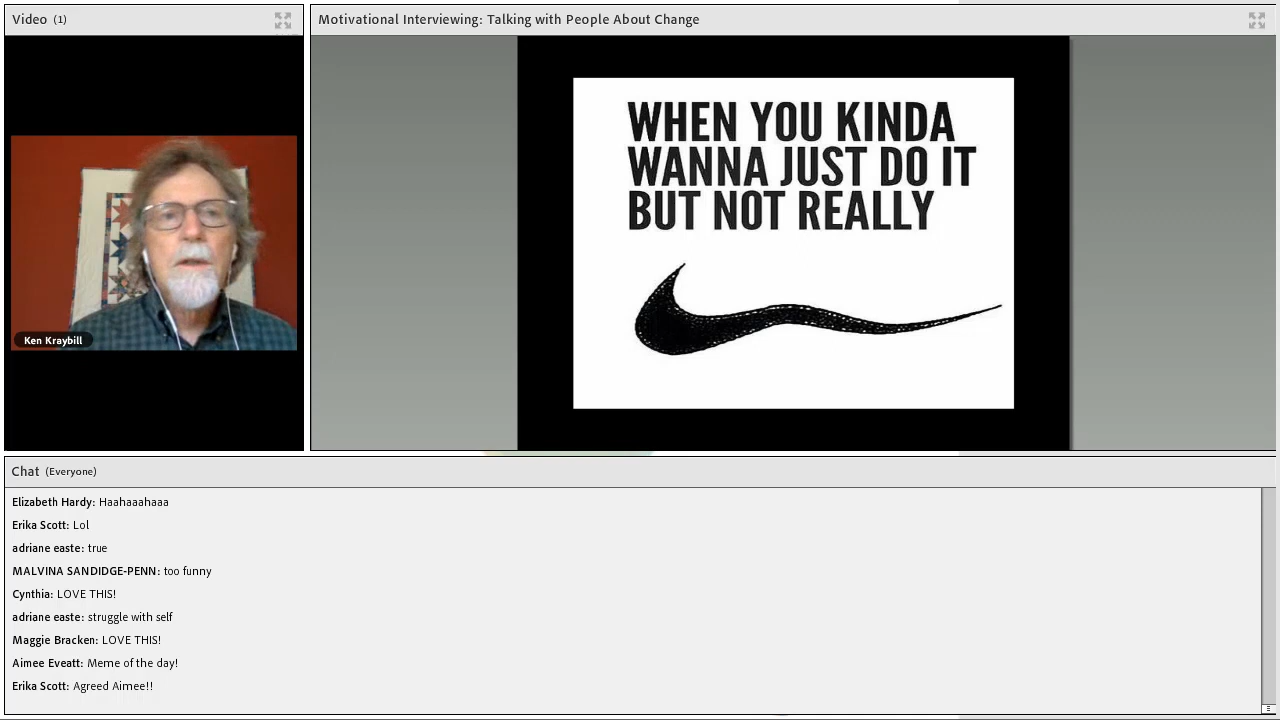 Video (1)
Motivational Interviewing: Talking with People About Change
WHEN YOU KINDA
WANNA JUST DO IT
BUT NOT REALLY
Ken Kraybill
Chat (Everyone)
Elizabeth Hardy: Haahaaahaaa
Erika Scott: Lol
adriane easte: true
MALVINA SANDIDGE-PENN: too funny
Cynthia: LOVE THIS!
adriane easte: struggle with self
Maggie Bracken: LOVE THIS!
Aimee Eveatt: Meme of the day!
Erika Scott: Agreed Aimee!!